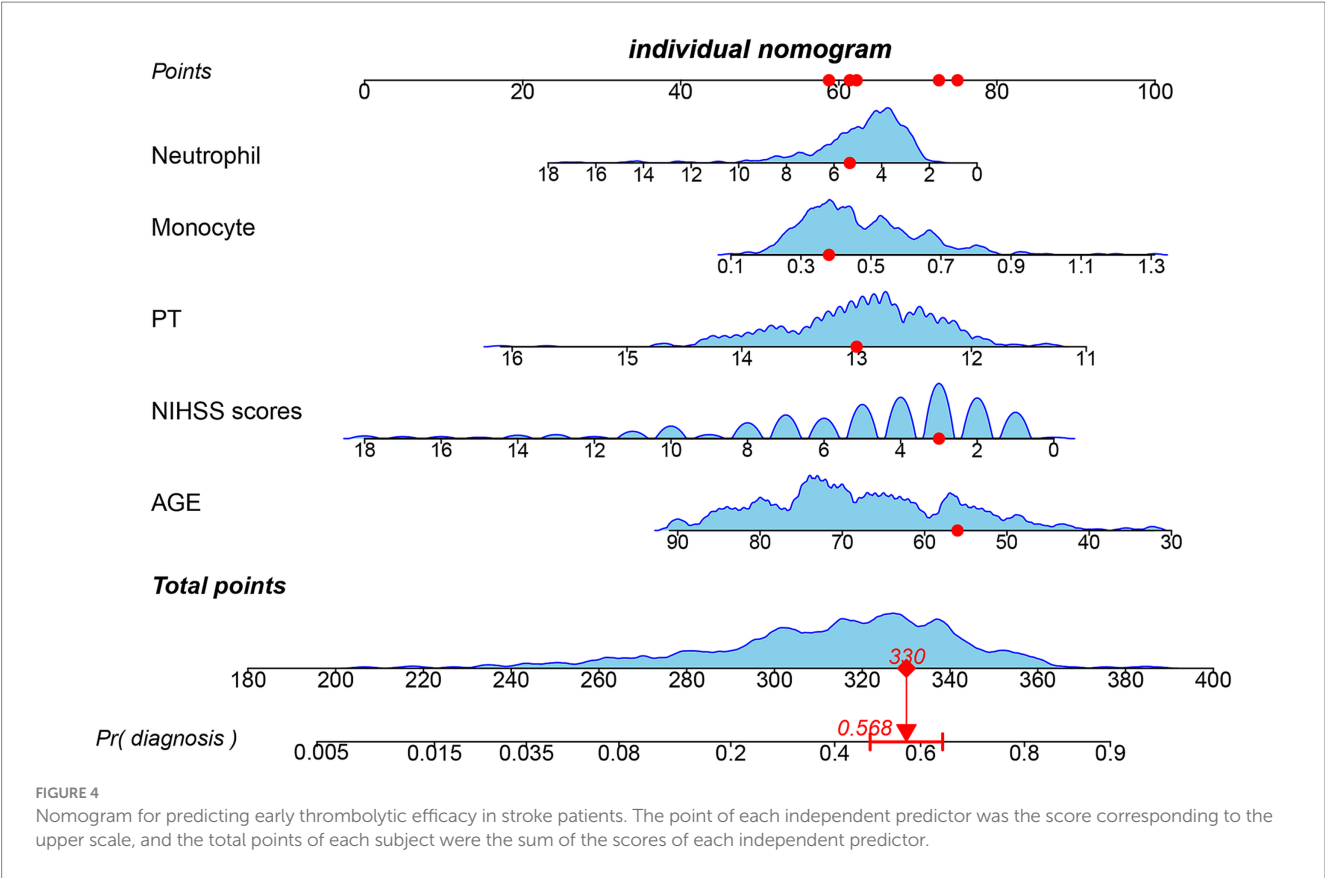 individual nomogram
Points
0 20 40 60 80 100
Neutrophil
18 16 14 12 10 8 6 4 2 0
Monocyte
0.1 0.3 0.5 0.7 0.9 1.1 1.3
PT
16 15 14 13 12 11
NIHSS scores
18 16 14 12 10 8 6 4 2 0
AGE
90 80 70 60 50 40 30
Total points
330
180 200 220 240 260 280 300 320 340 360 380 400
0.568
Pr( diagnosis )
0.005 0.015 0.035 0.08 0.2 0.4 0.6 0.8 0.9
FIGURE 4
Nomogram for predicting early thrombolytic efficacy in stroke patients. The point of each independent predictor was the score corresponding to the
upper scale, and the total points of each subject were the sum of the scores of each independent predictor.